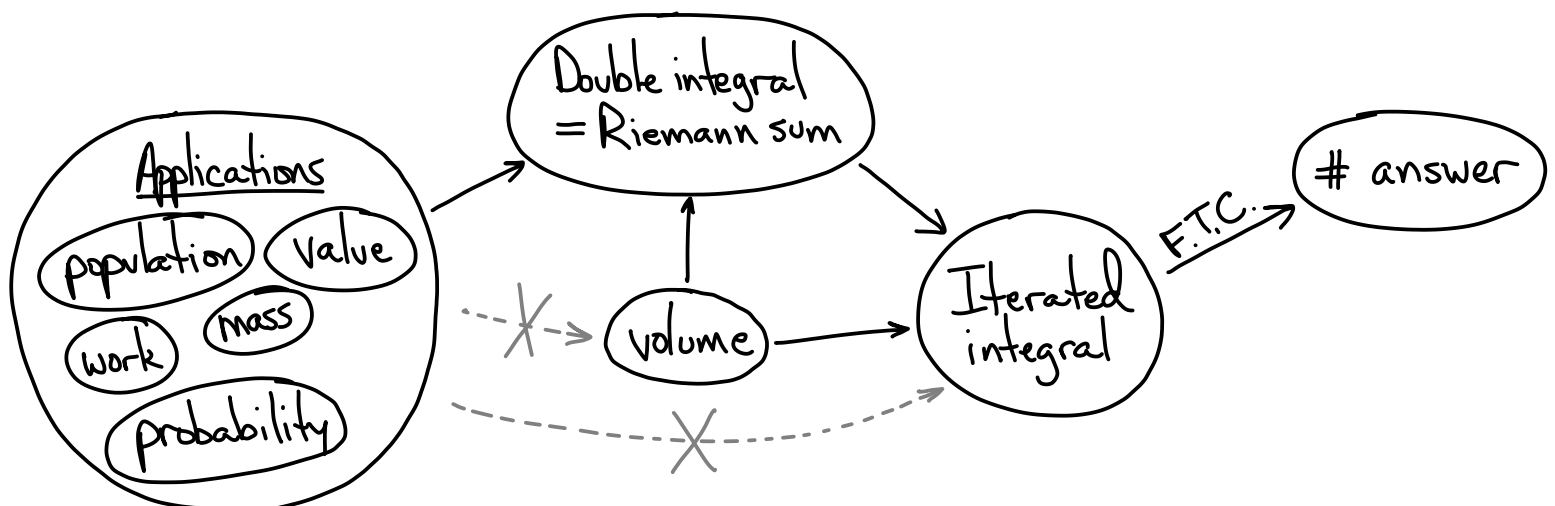 Applications
population
value
work
mass
probability
Double integral
= Riemann sum
volume
Iterated
integral
F.T.C.
# answer